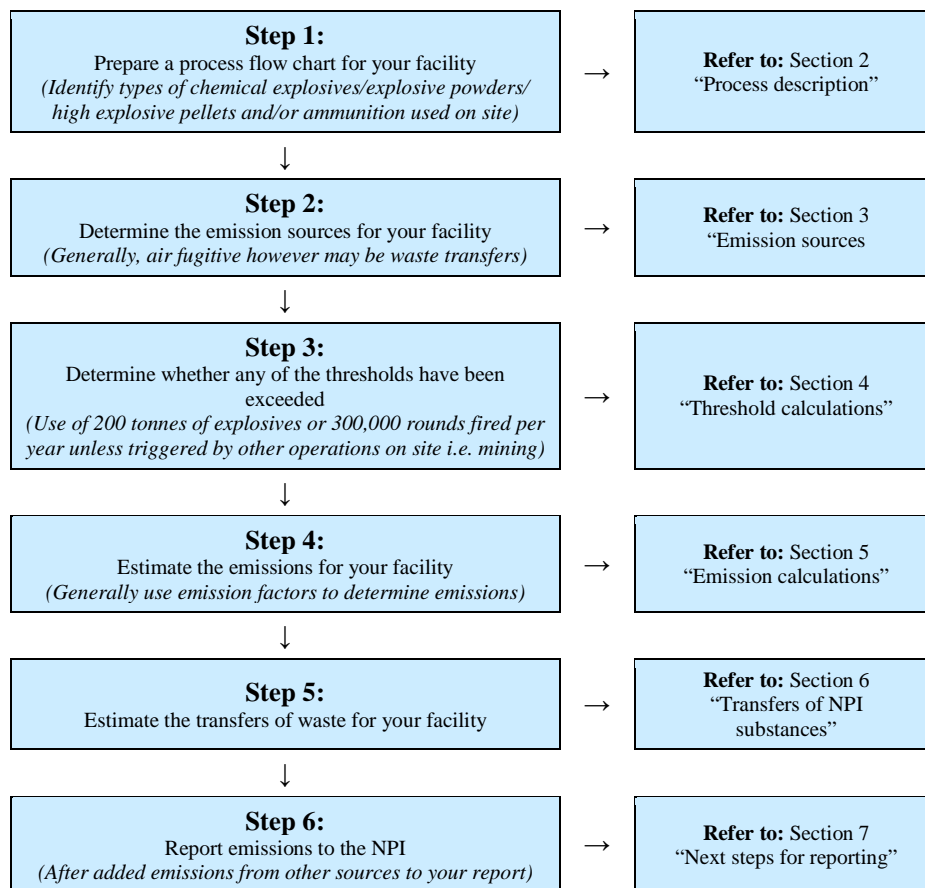 Step 1:
Prepare a process flow chart for your facility
(Identify types of chemical explosives/explosive powders/
high explosive pellets and/or ammunition used on site)
→
Refer to: Section 2
“Process description”
↓
Step 2:
Determine the emission sources for your facility
(Generally, air fugitive however may be waste transfers)
→
Refer to: Section 3
“Emission sources
↓
Step 3:
Determine whether any of the thresholds have been
exceeded
(Use of 200 tonnes of explosives or 300,000 rounds fired per
year unless triggered by other operations on site i.e. mining)
→
Refer to: Section 4
“Threshold calculations”
↓
Step 4:
Estimate the emissions for your facility
(Generally use emission factors to determine emissions)
→
Refer to: Section 5
“Emission calculations”
↓
Step 5:
Estimate the transfers of waste for your facility
→
Refer to: Section 6
“Transfers of NPI
substances”
↓
Step 6:
Report emissions to the NPI
(After added emissions from other sources to your report)
→
Refer to: Section 7
“Next steps for reporting”